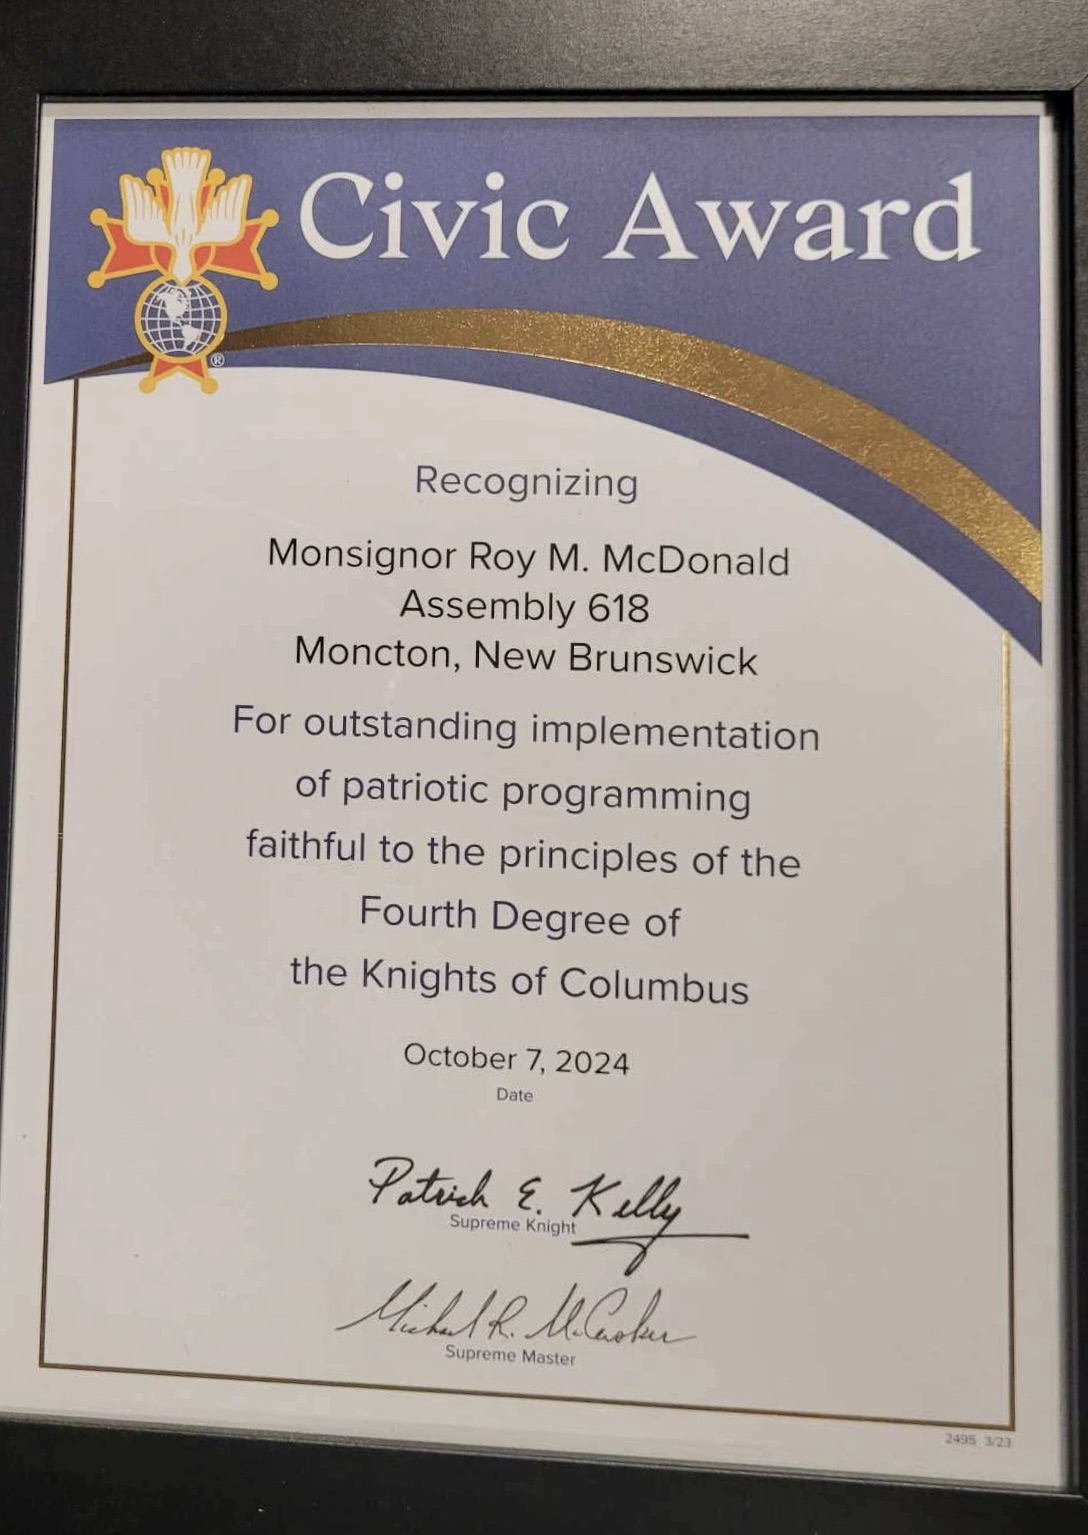 Civic Award
®
Recognizing
Monsignor Roy M. McDonald
Assembly 618
Moncton, New Brunswick
For outstanding implementation
of patriotic programming
faithful to the principles of the
Fourth Degree of
the Knights of Columbus
October 7, 2024
Date
Patrick E. Kelly
Supreme Knight
Michael R. McCusker
Supreme Master
2495 3/23